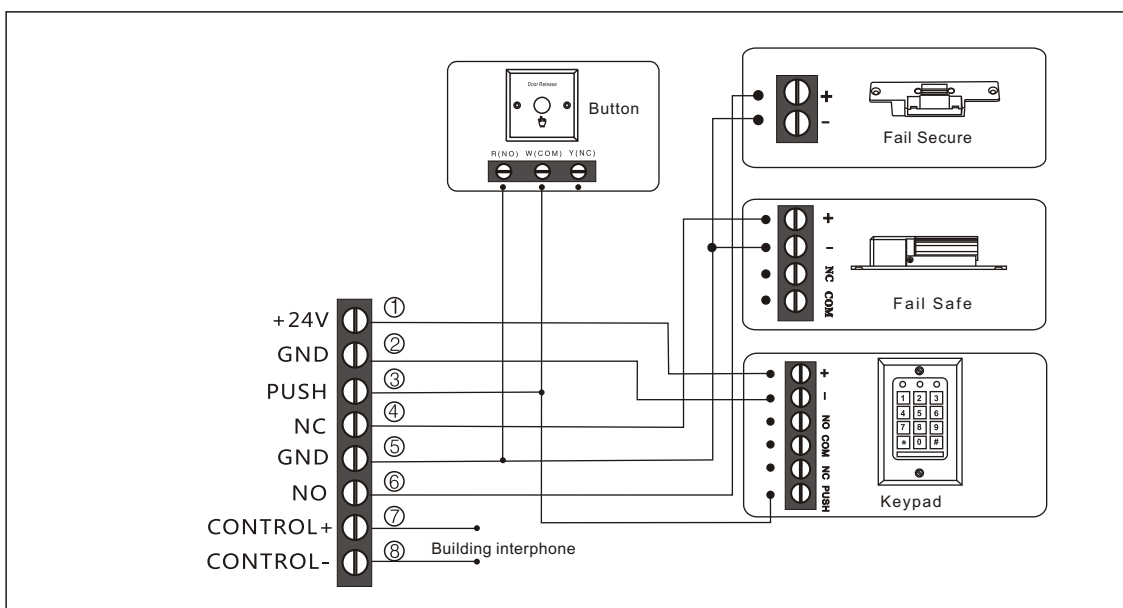 Door Release
Button
R(NO) W(COM) Y(NC)
+
-
Fail Secure
+
-
NC
COM
Fail Safe
+24V ①
GND ②
PUSH ③
NC ④
GND ⑤
NO ⑥
CONTROL+ ⑦
CONTROL- ⑧
Building interphone
+
-
NO
COM
NC
PUSH
1 2 3
4 5 6
7 8 9
* 0 #
Keypad